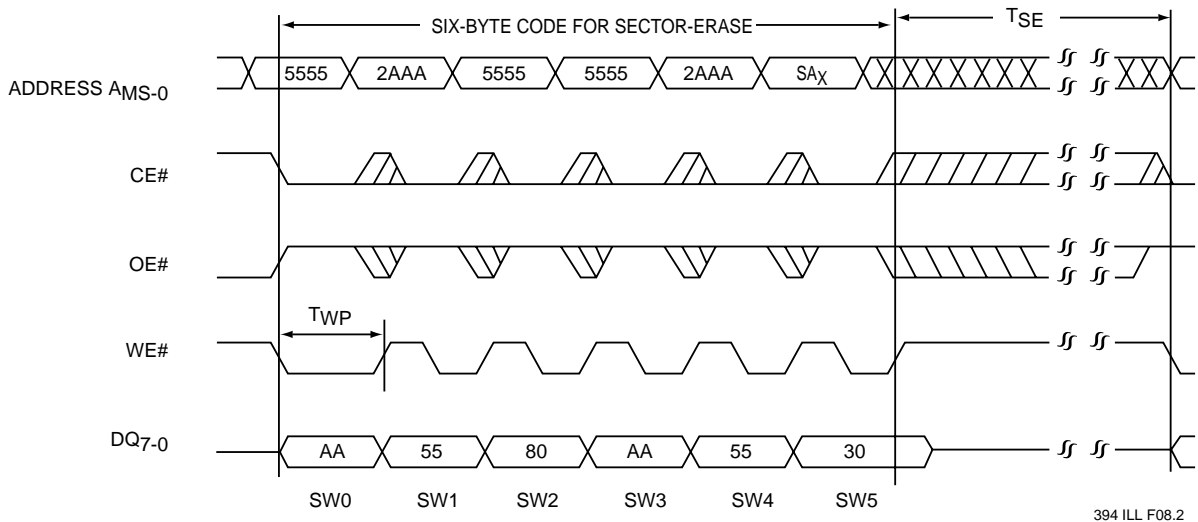 SIX-BYTE CODE FOR SECTOR-ERASE TSE
ADDRESS AMS-0 5555 2AAA 5555 5555 2AAA SAX
CE#
OE#
TWP
WE#
DQ7-0 AA 55 80 AA 55 30
SW0 SW1 SW2 SW3 SW4 SW5
394 ILL F08.2